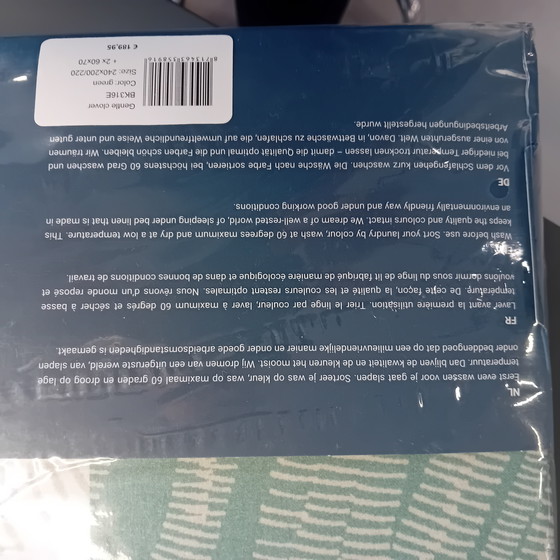 NL
Eerst even wassen voor je gaat slapen. Sorteer je was op kleur, was op maximaal 60 graden en droog op lage
temperatuur. Dan blijven de kwaliteit en de kleuren het mooist. Wij dromen van een uitgeruste wereld, van slapen
onder beddengoed dat op een milieuvriendelijke manier en onder goede arbeidsomstandigheden is gemaakt.
FR
Laver avant la première utilisation. Trier le linge par couleur, laver à maximum 60 degrés et sécher à basse
température. De cette façon, la qualité et les couleurs restent optimales. Nous rêvons d'un monde reposé et
voulons dormir sous du linge de lit fabriqué de manière écologique et dans de bonnes conditions de travail.
Wash before use. Sort your laundry by colour, wash at 60 degrees maximum and dry at a low temperature. This
keeps the quality and colours intact. We dream of a well-rested world, of sleeping under bed linen that is made in
an environmentally friendly way and under good working conditions.
DE
Vor dem Schlafengehen kurz waschen. Die Wäsche nach Farbe sortieren, bei höchstens 60 Grad waschen und
bei niedriger Temperatur trocknen lassen – damit die Qualität optimal und die Farben schön bleiben. Wir träumen
von einer ausgeruhten Welt. Davon, in Bettwäsche zu schlafen, die auf umweltfreundliche Weise und unter guten
Arbeitsbedingungen hergestellt wurde.
Gentle clover
BK316E
Color: green
Size: 240x200/220
+ 2x 60x70
€ 189,95